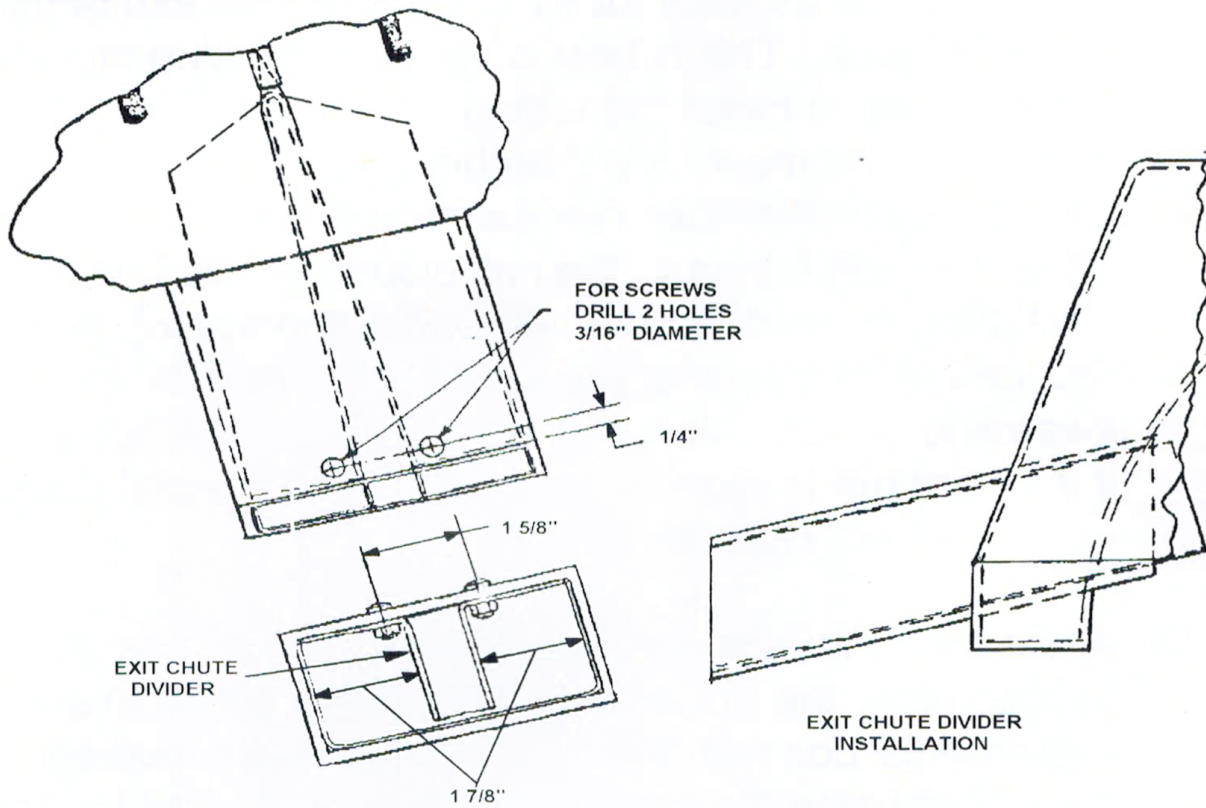 FOR SCREWS
DRILL 2 HOLES
3/16" DIAMETER
1/4"
1 5/8"
EXIT CHUTE
DIVIDER
1 7/8"
EXIT CHUTE DIVIDER
INSTALLATION